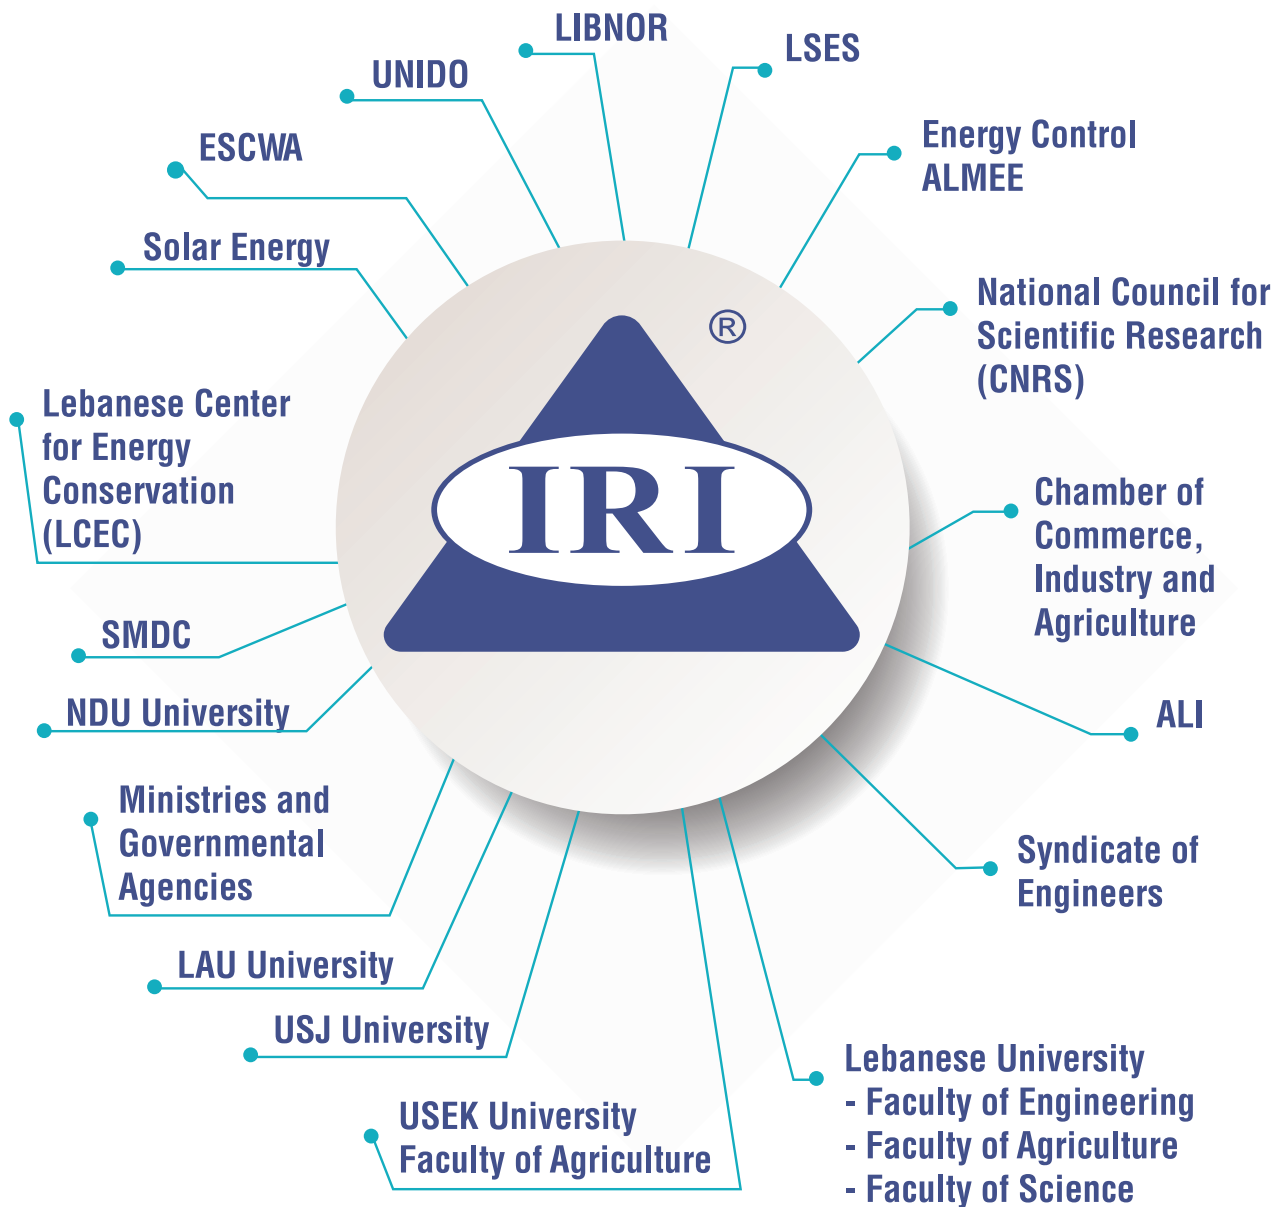 LIBNOR
LSES
UNIDO
Energy Control
ALMEE
ESCWA
Solar Energy
National Council for
Scientific Research
(CNRS)
®
IRI
Lebanese Center
for Energy
Conservation
(LCEC)
Chamber of
Commerce,
Industry and
Agriculture
SMDC
NDU University
ALI
Ministries and
Governmental
Agencies
Syndicate of
Engineers
LAU University
USJ University
USEK University
Faculty of Agriculture
Lebanese University
- Faculty of Engineering
- Faculty of Agriculture
- Faculty of Science